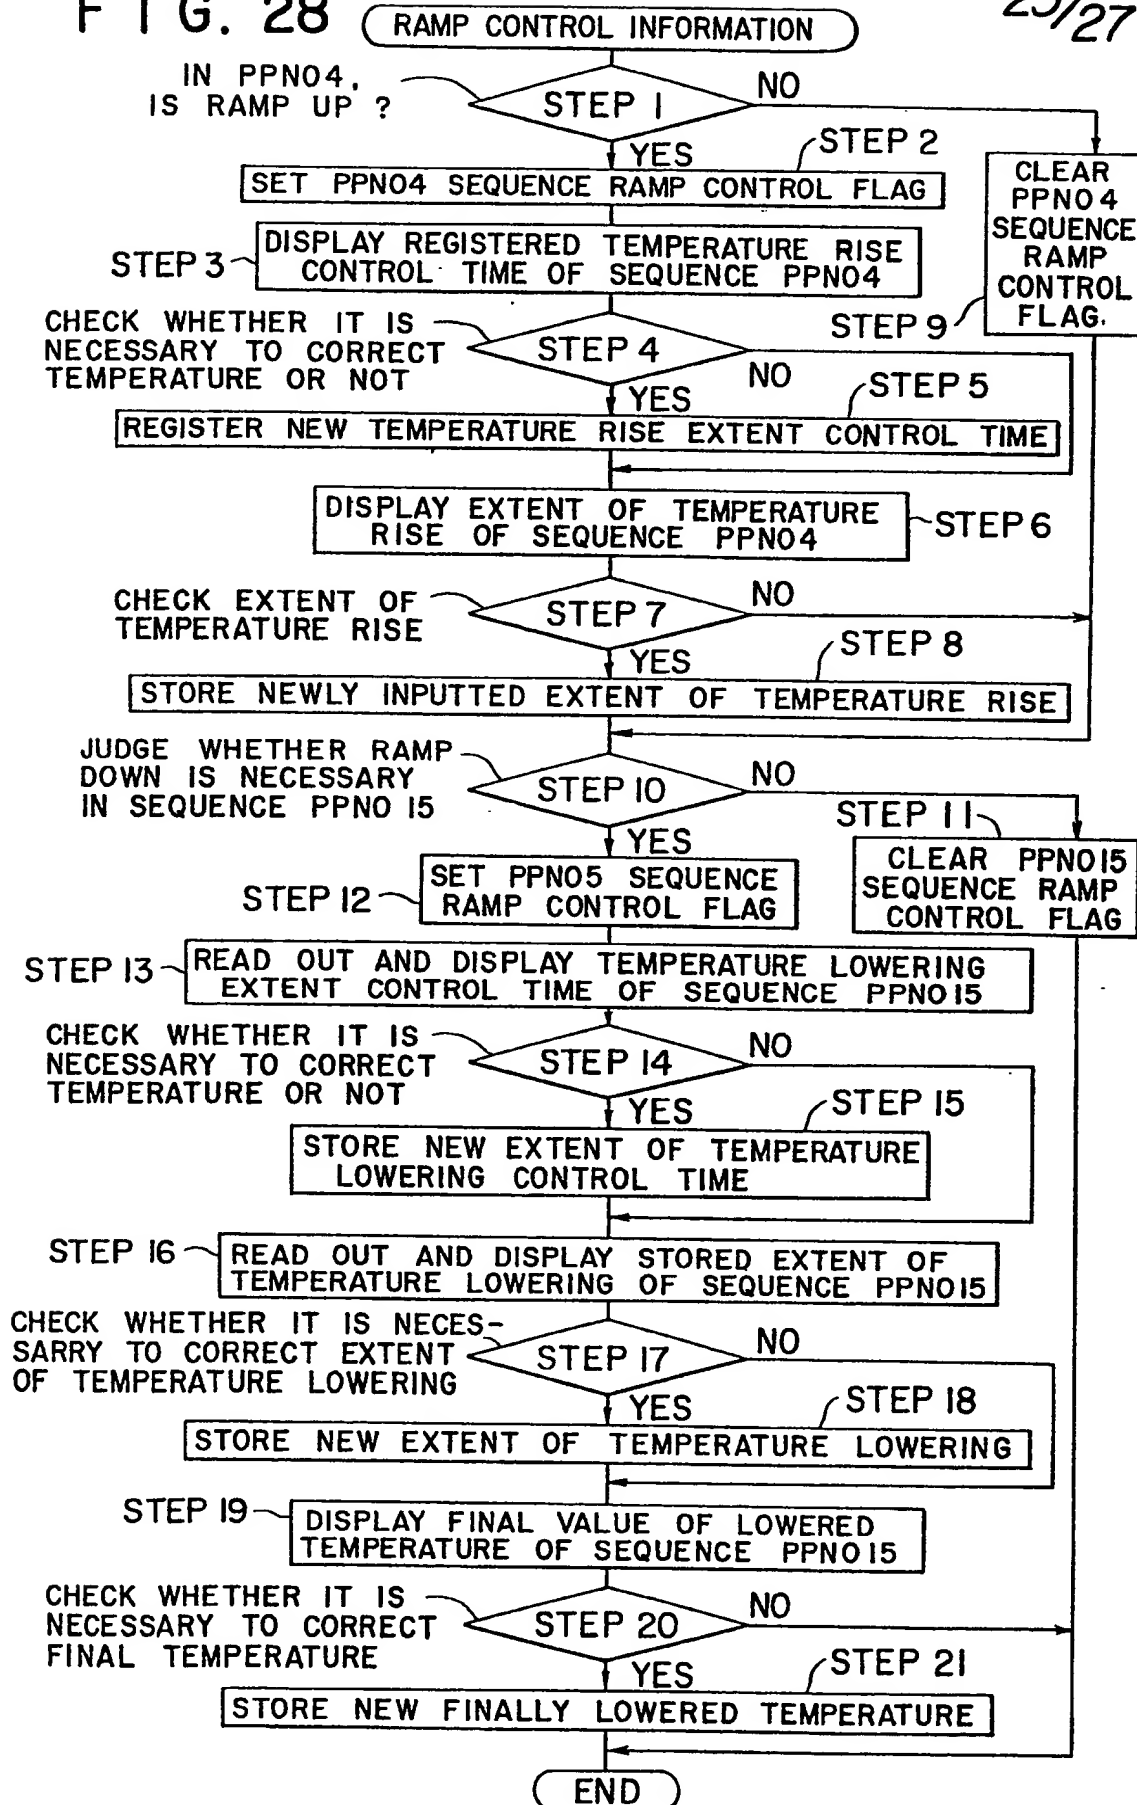 FIG. 28
25/27
RAMP CONTROL INFORMATION
IN PPNO4,
IS RAMP UP ?
STEP 1
NO
YES
STEP 2
SET PPNO4 SEQUENCE RAMP CONTROL FLAG
CLEAR
PPNO4
SEQUENCE
RAMP
CONTROL
FLAG.
STEP 9
STEP 3
DISPLAY REGISTERED TEMPERATURE RISE
CONTROL TIME OF SEQUENCE PPNO4
CHECK WHETHER IT IS
NECESSARY TO CORRECT
TEMPERATURE OR NOT
STEP 4
NO
YES
STEP 5
REGISTER NEW TEMPERATURE RISE EXTENT CONTROL TIME
DISPLAY EXTENT OF TEMPERATURE
RISE OF SEQUENCE PPNO4
STEP 6
CHECK EXTENT OF
TEMPERATURE RISE
STEP 7
NO
YES
STEP 8
STORE NEWLY INPUTTED EXTENT OF TEMPERATURE RISE
JUDGE WHETHER RAMP
DOWN IS NECESSARY
IN SEQUENCE PPNO 15
STEP 10
NO
YES
STEP 11
CLEAR PPNO15
SEQUENCE RAMP
CONTROL FLAG
STEP 12
SET PPNO5 SEQUENCE
RAMP CONTROL FLAG
STEP 13
READ OUT AND DISPLAY TEMPERATURE LOWERING
EXTENT CONTROL TIME OF SEQUENCE PPNO15
CHECK WHETHER IT IS
NECESSARY TO CORRECT
TEMPERATURE OR NOT
STEP 14
NO
YES
STEP 15
STORE NEW EXTENT OF TEMPERATURE
LOWERING CONTROL TIME
STEP 16
READ OUT AND DISPLAY STORED EXTENT OF
TEMPERATURE LOWERING OF SEQUENCE PPNO15
CHECK WHETHER IT IS NECES-
SARRY TO CORRECT EXTENT
OF TEMPERATURE LOWERING
STEP 17
NO
YES
STEP 18
STORE NEW EXTENT OF TEMPERATURE LOWERING
STEP 19
DISPLAY FINAL VALUE OF LOWERED
TEMPERATURE OF SEQUENCE PPNO15
CHECK WHETHER IT IS
NECESSARY TO CORRECT
FINAL TEMPERATURE
STEP 20
NO
YES
STEP 21
STORE NEW FINALLY LOWERED TEMPERATURE
END